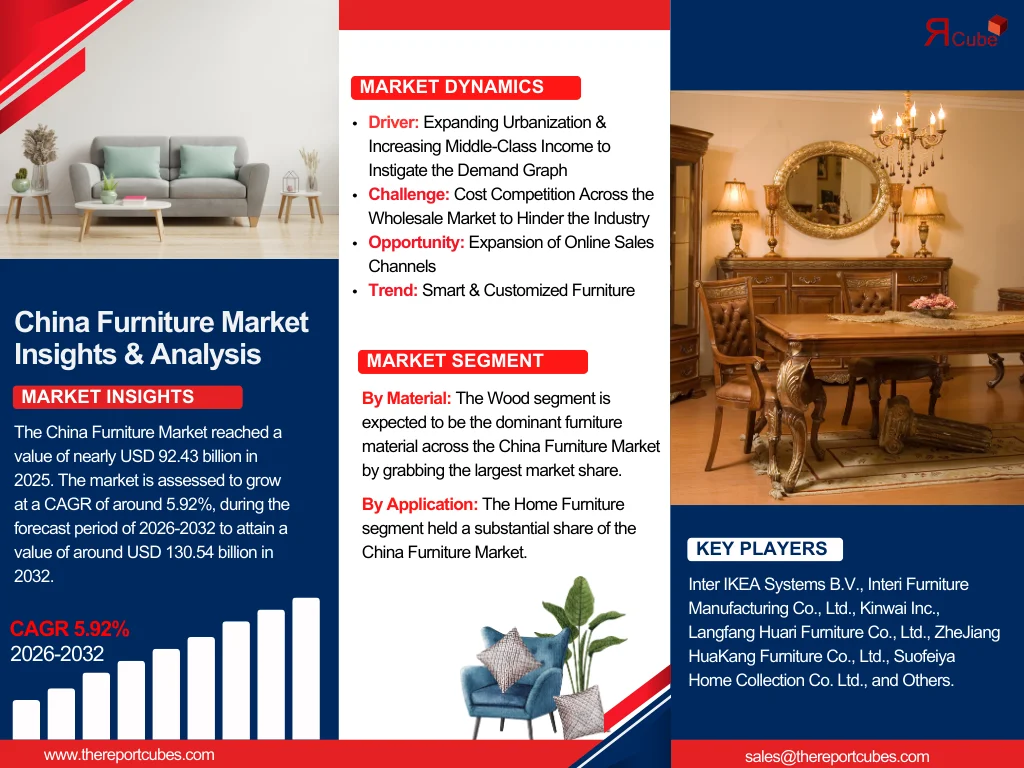 China Furniture Market
Insights & Analysis
MARKET INSIGHTS
The China Furniture Market reached a
value of nearly USD 92.43 billion in
2025. The market is assessed to grow
at a CAGR of around 5.92%, during the
forecast period of 2026-2032 to attain a
value of around USD 130.54 billion in
2032.
CAGR 5.92%
2026-2032
www.thereportcubes.com
MARKET DYNAMICS
• Driver: Expanding Urbanization &
Increasing Middle-Class Income to
Instigate the Demand Graph
• Challenge: Cost Competition Across the
Wholesale Market to Hinder the Industry
• Opportunity: Expansion of Online Sales
Channels
• Trend: Smart & Customized Furniture
MARKET SEGMENT
By Material: The Wood segment is
expected to be the dominant furniture
material across the China Furniture Market
by grabbing the largest market share.
By Application: The Home Furniture
segment held a substantial share of the
China Furniture Market.
ЯCube
KEY PLAYERS
Inter IKEA Systems B.V., Interi Furniture
Manufacturing Co., Ltd., Kinwai Inc.,
Langfang Huari Furniture Co., Ltd., ZheJiang
HuaKang Furniture Co., Ltd., Suofeiya
Home Collection Co. Ltd., and Others.
sales@thereportcubes.com